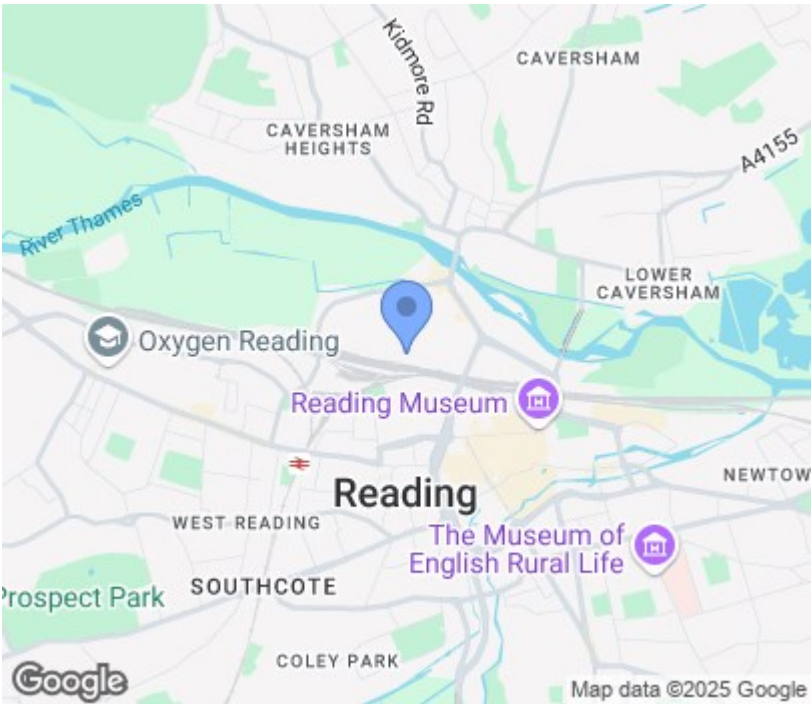 Kidmore Rd
CAVERSHAM
CAVERSHAM
HEIGHTS
A4155
River Thames
LOWER
CAVERSHAM
Oxygen Reading
Reading Museum
Reading
NEWTOW
WEST READING
The Museum of
English Rural Life
Prospect Park
SOUTHCOTE
COLEY PARK
Google
Map data ©2025 Google